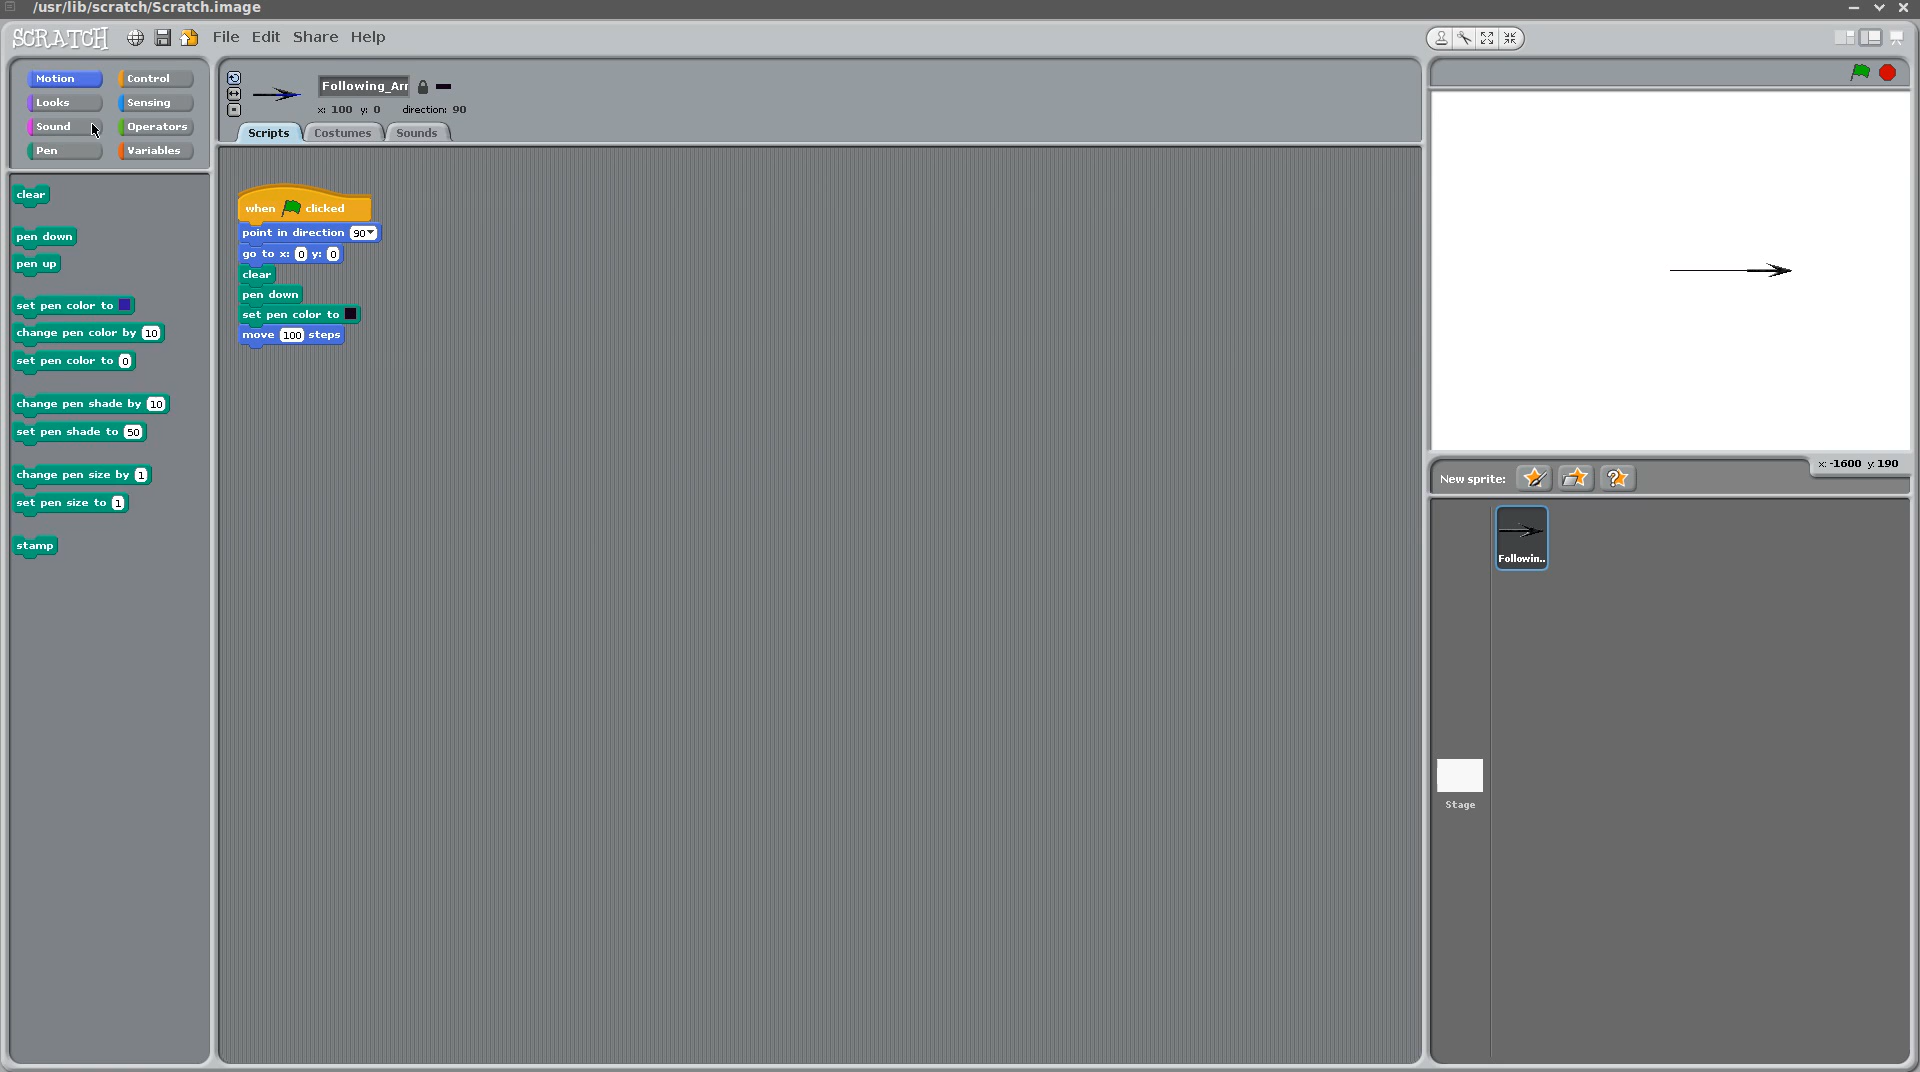 /usr/lib/scratch/Scratch.image
SCRATCH File Edit Share Help
Motion Control
Looks Sensing
Sound Operators
Pen Variables
clear
pen down
pen up
set pen color to
change pen color by 10
set pen color to 0
change pen shade by 10
set pen shade to 50
change pen size by 1
set pen size to 1
stamp
Following_Arr
x: 100 y: 0 direction: 90
Scripts Costumes Sounds
when clicked
point in direction 90
go to x: 0 y: 0
clear
pen down
set pen color to
move 100 steps
x: -1600 y: 190
New sprite:
Followin..
Stage